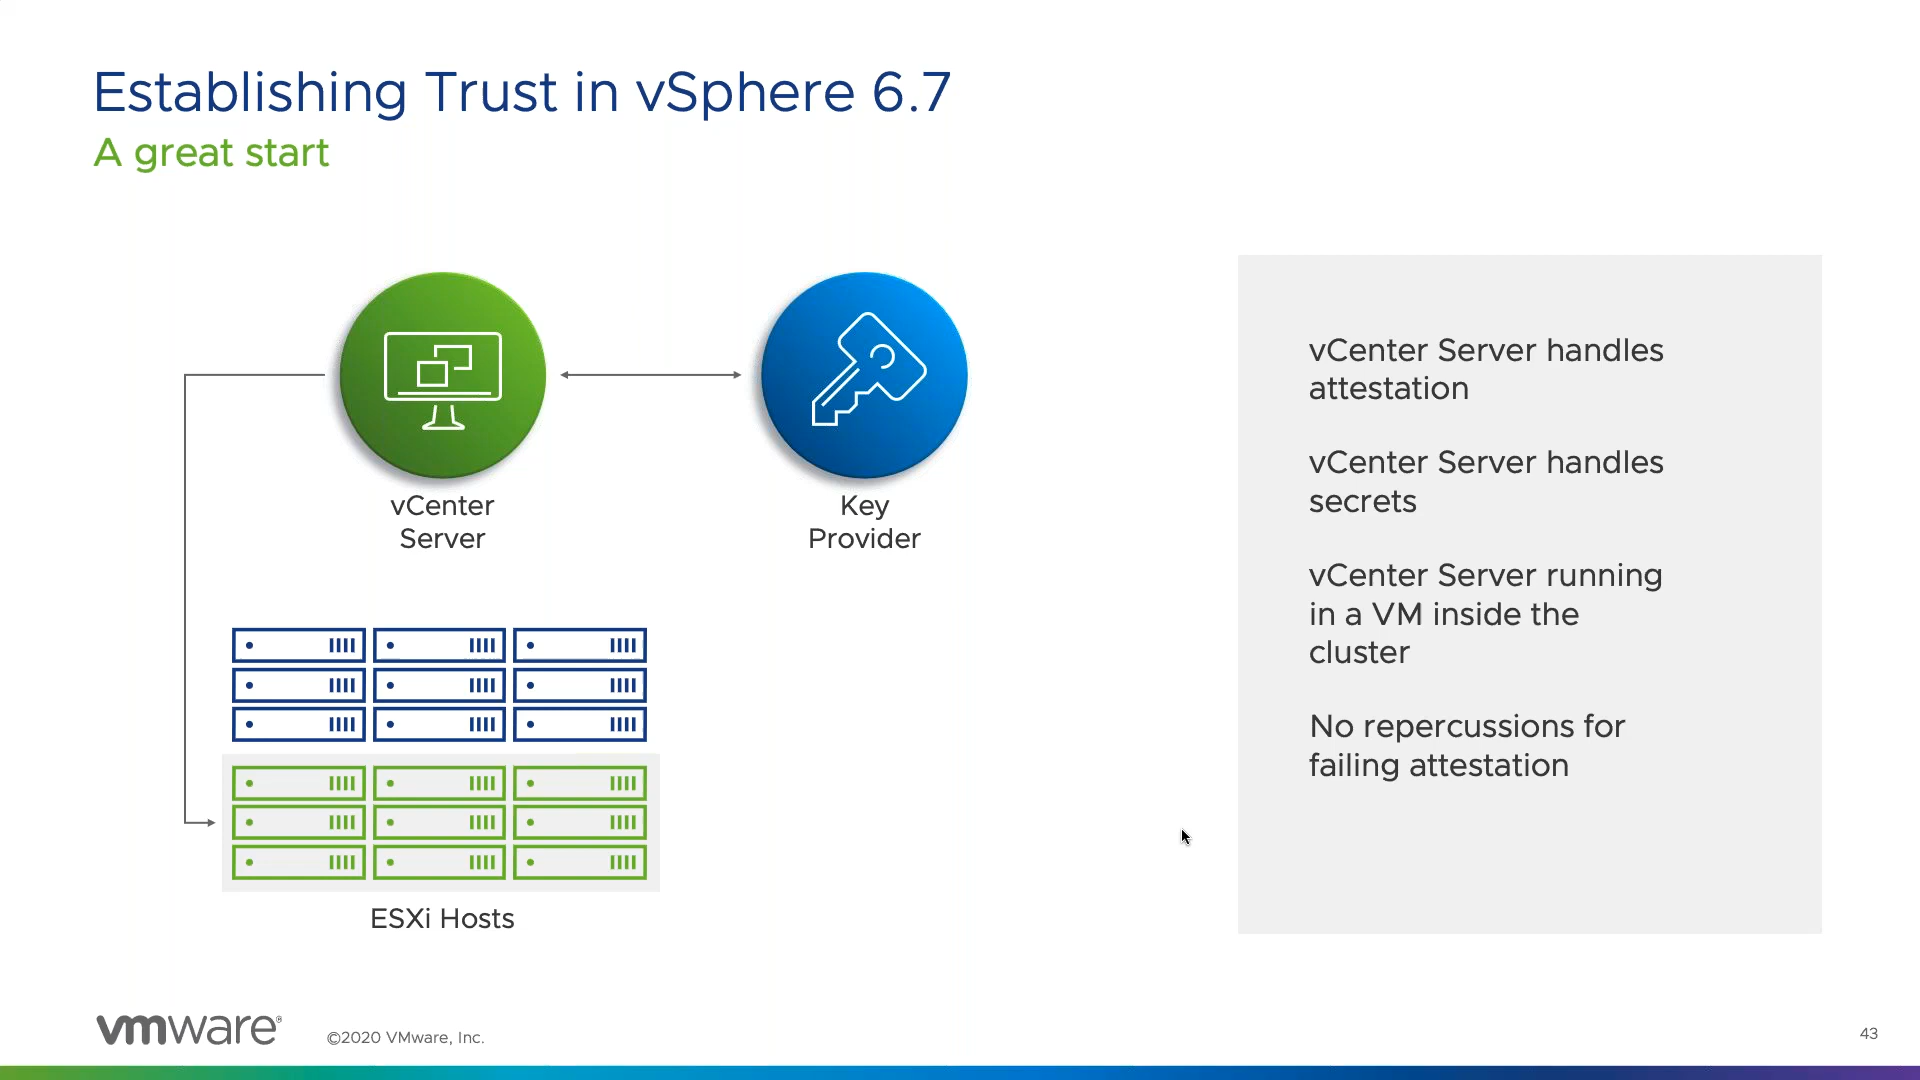 Establishing Trust in vSphere 6.7
A great start
vCenter
Server
Key
Provider
ESXi Hosts
vCenter Server handles
attestation
vCenter Server handles
secrets
vCenter Server running
in a VM inside the
cluster
No repercussions for
failing attestation
vmware®
©2020 VMware, Inc.
43